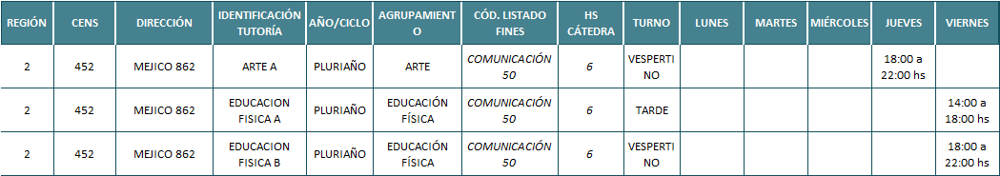 REGIÓN CENS DIRECCIÓN IDENTIFICACIÓN TUTORÍA AÑO/CICLO AGRUPAMIENTO CÓD. LISTADO FINES HS CÁTEDRA TURNO LUNES MARTES MIÉRCOLES JUEVES VIERNES
2 452 MEJICO 862 ARTE A PLURIAÑO ARTE COMUNICACIÓN 50 6 VESPERTINO 18:00 a 22:00 hs
2 452 MEJICO 862 EDUCACION FISICA A PLURIAÑO EDUCACIÓN FÍSICA COMUNICACIÓN 50 6 TARDE 14:00 a 18:00 hs
2 452 MEJICO 862 EDUCACION FISICA B PLURIAÑO EDUCACIÓN FÍSICA COMUNICACIÓN 50 6 VESPERTINO 18:00 a 22:00 hs